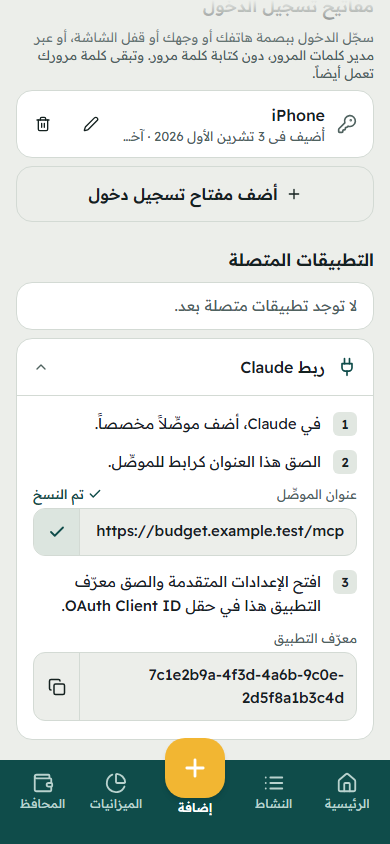 مفاتيح تسجيل الدخول
سجّل الدخول ببصمة هاتفك أو وجهك أو قفل الشاشة، أو عبر
مدير كلمات المرور، دون كتابة كلمة مرور. وتبقى كلمة مرورك
تعمل أيضاً.
iPhone
أضيف في 3 تشرين الأول 2026 · آخ...
+ أضف مفتاح تسجيل دخول
التطبيقات المتصلة
لا توجد تطبيقات متصلة بعد.
ربط Claude
1 في Claude، أضف موصّلاً مخصصاً.
2 الصق هذا العنوان كرابط للموصّل.
عنوان الموصّل
تم النسخ
https://budget.example.test/mcp
3 افتح الإعدادات المتقدمة والصق معرّف
التطبيق هذا في حقل OAuth Client ID.
معرّف التطبيق
7c1e2b9a-4f3d-4a6b-9c0e-
2d5f8a1b3c4d
الرئيسية
النشاط
إضافة
الميزانيات
المحافظ